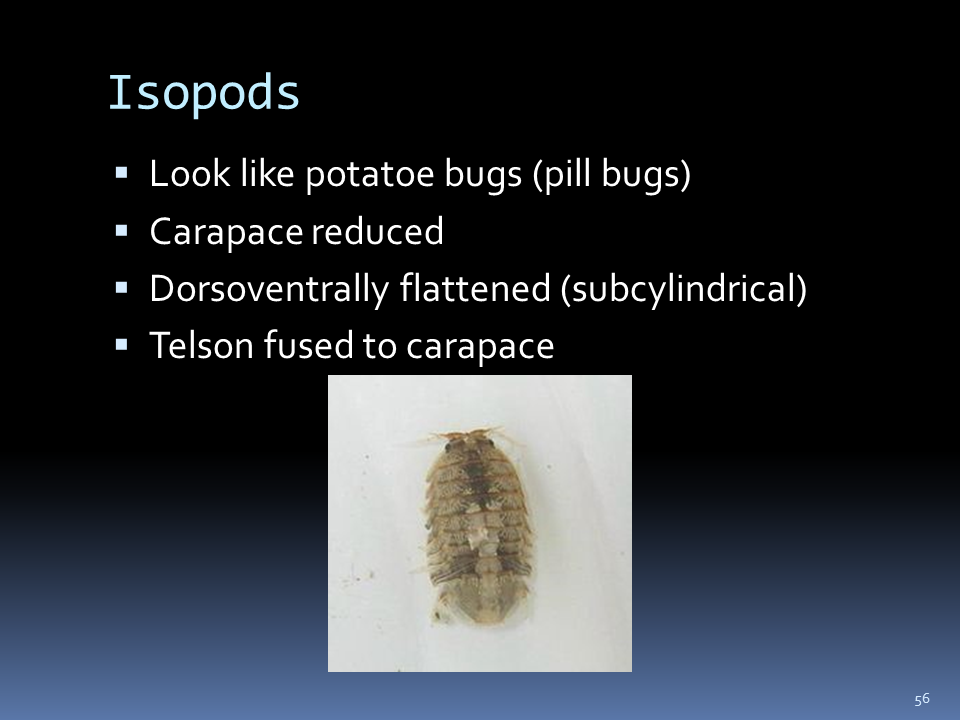 Isopods
▪ Look like potatoe bugs (pill bugs)
▪ Carapace reduced
▪ Dorsoventrally flattened (subcylindrical)
▪ Telson fused to carapace
56